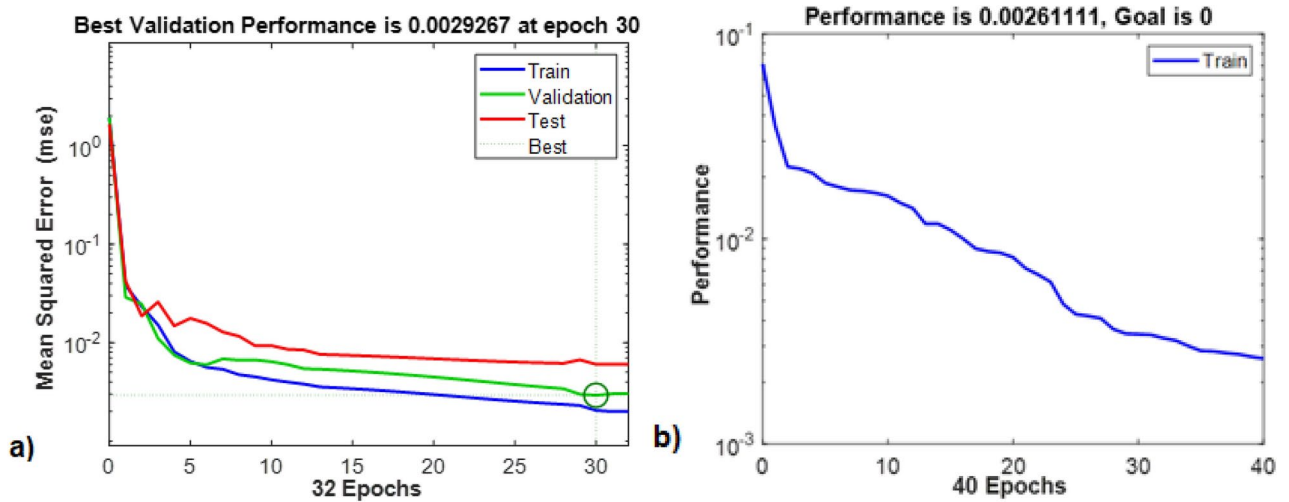 Best Validation Performance is 0.0029267 at epoch 30
Mean Squared Error (mse)
10⁰
10⁻¹
10⁻²
Train
Validation
Test
Best
0 5 10 15 20 25 30
32 Epochs
a)
Performance is 0.00261111, Goal is 0
Performance
10⁻¹
10⁻²
10⁻³
Train
0 10 20 30 40
40 Epochs
b)